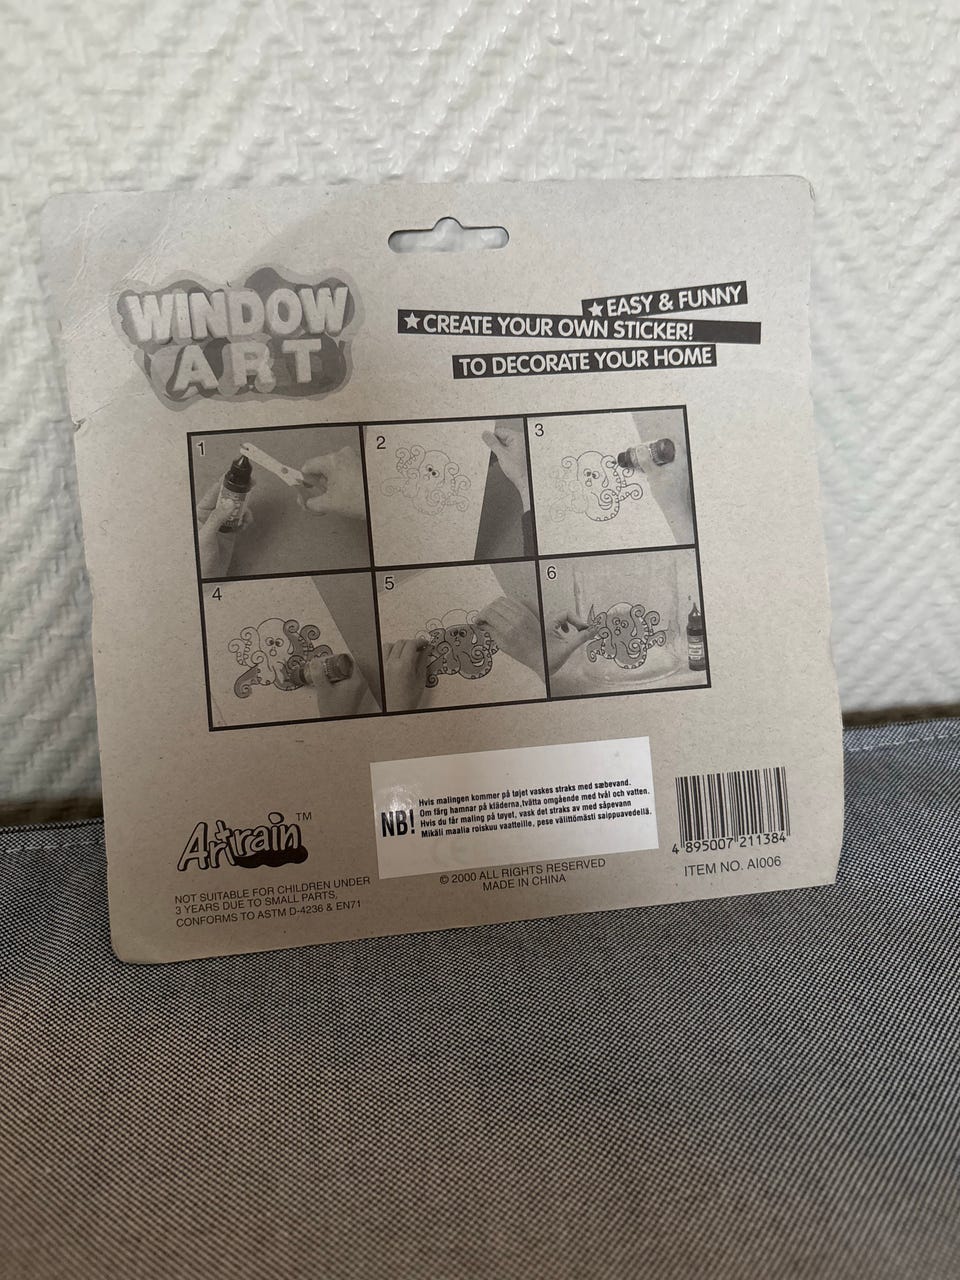 WINDOW
ART
★EASY & FUNNY
★CREATE YOUR OWN STICKER!
TO DECORATE YOUR HOME
1
2
3
4
5
6
NB!
Hvis malingen kommer på tøjet vaskes straks med sæbevand.
Om färg hamnar på kläderna, tvätta omgående med tvål och vatten.
Hvis du får maling på tøyet, vask det straks av med såpevann
Mikäli maalia roiskuu vaatteille, pese välittömästi saippuavedellä.
Artrain™
NOT SUITABLE FOR CHILDREN UNDER
3 YEARS DUE TO SMALL PARTS,
CONFORMS TO ASTM D-4236 & EN71
© 2000 ALL RIGHTS RESERVED
MADE IN CHINA
4 895007 211384
ITEM NO. AI006